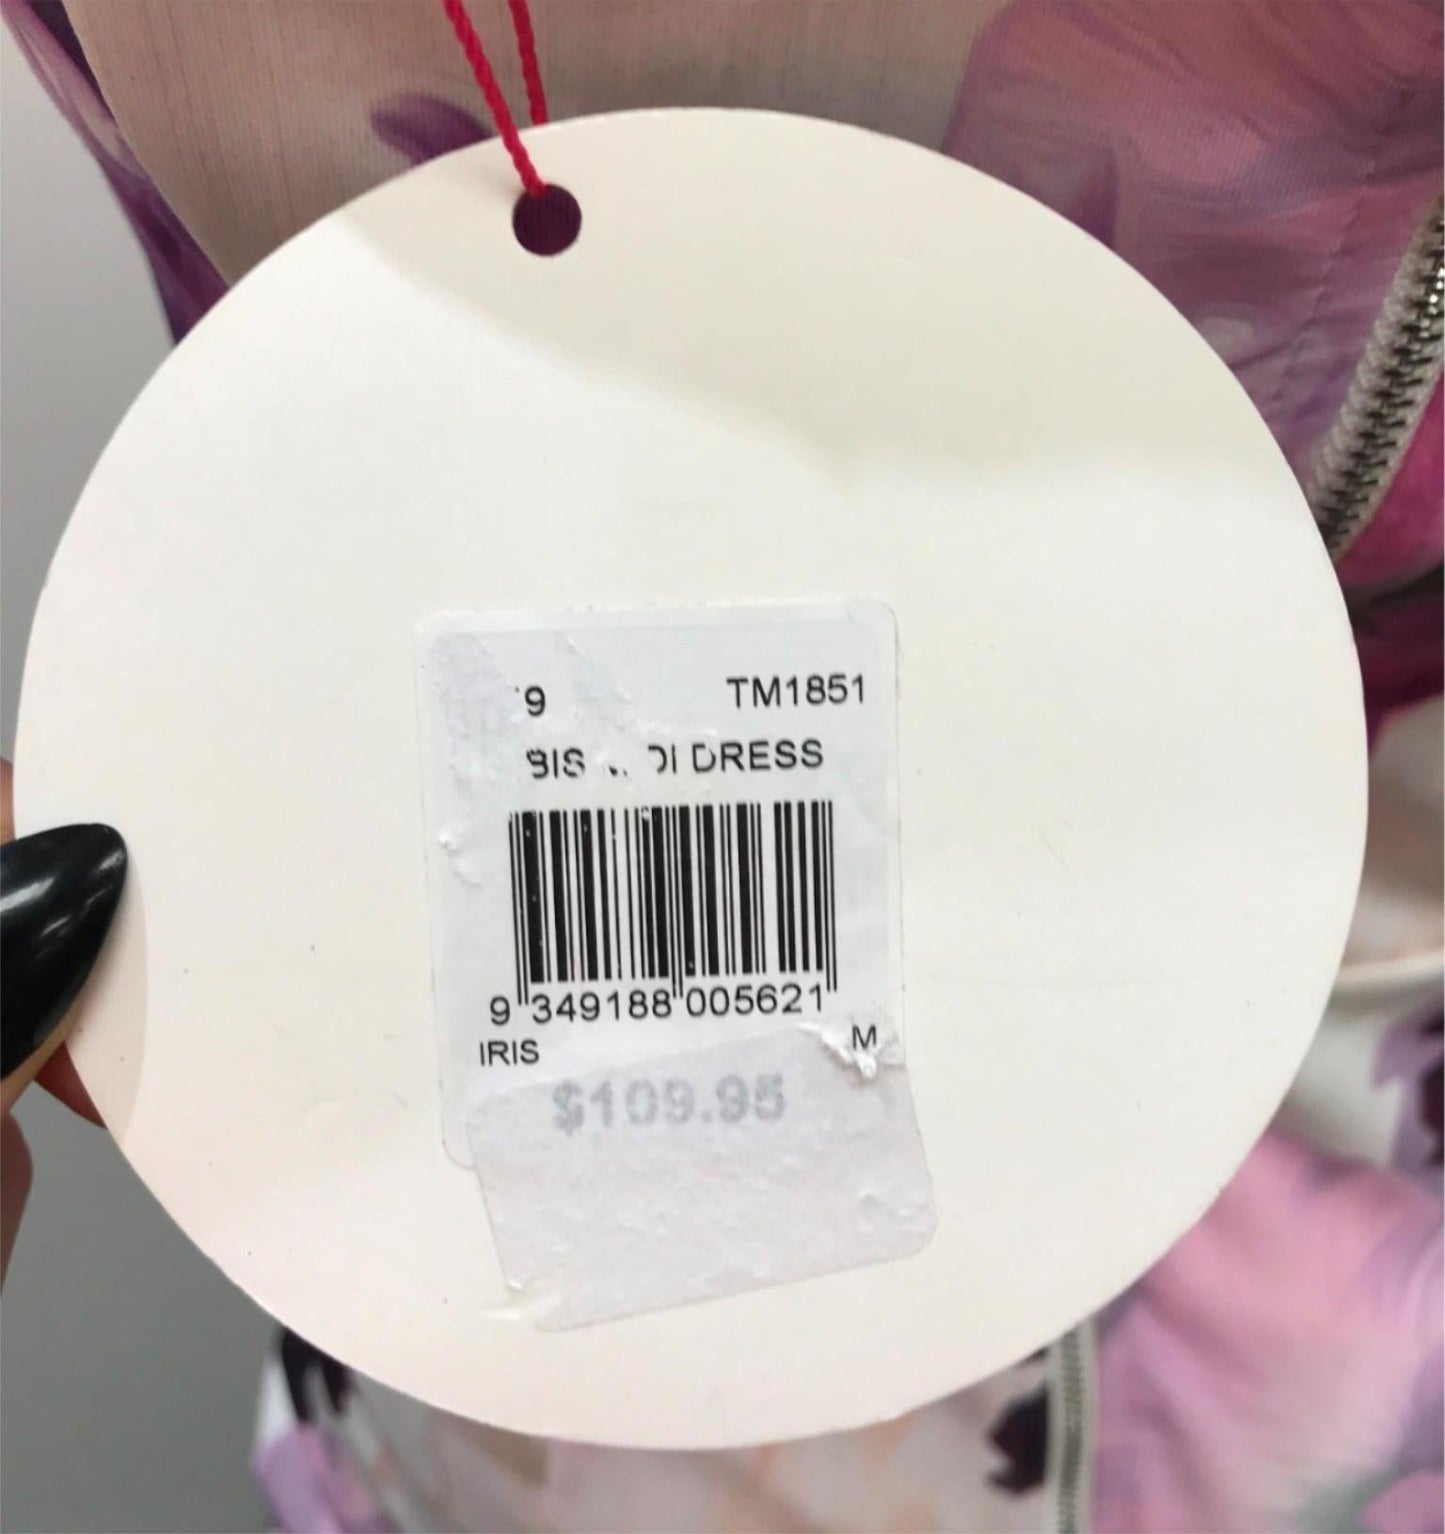 9 TM1851
DRESS
9 349188 005621
IRIS M
$109.95